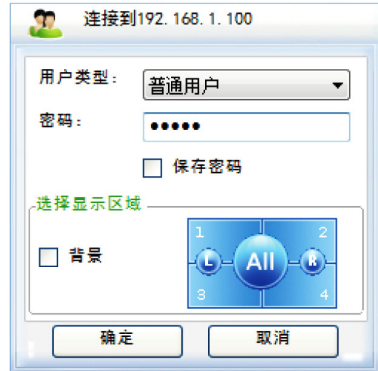 连接到192.168.1.100
用户类型:
普通用户
密码:
●●●●●
保存密码
选择显示区域
背景
1
2
L
All
R
3
4
确定
取消